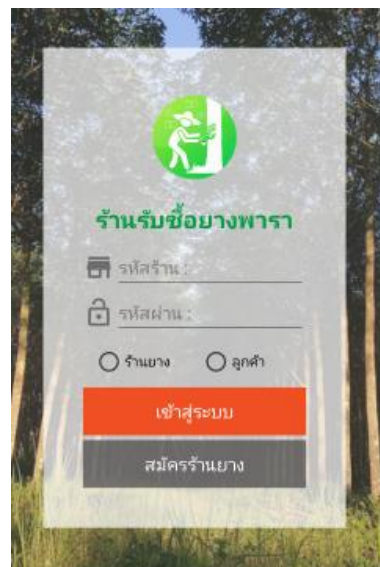 ร้านรับซื้อยางพารา
รหัสร้าน :
รหัสผ่าน :
ร้านยาง ลูกค้า
เข้าสู่ระบบ
สมัครร้านยาง